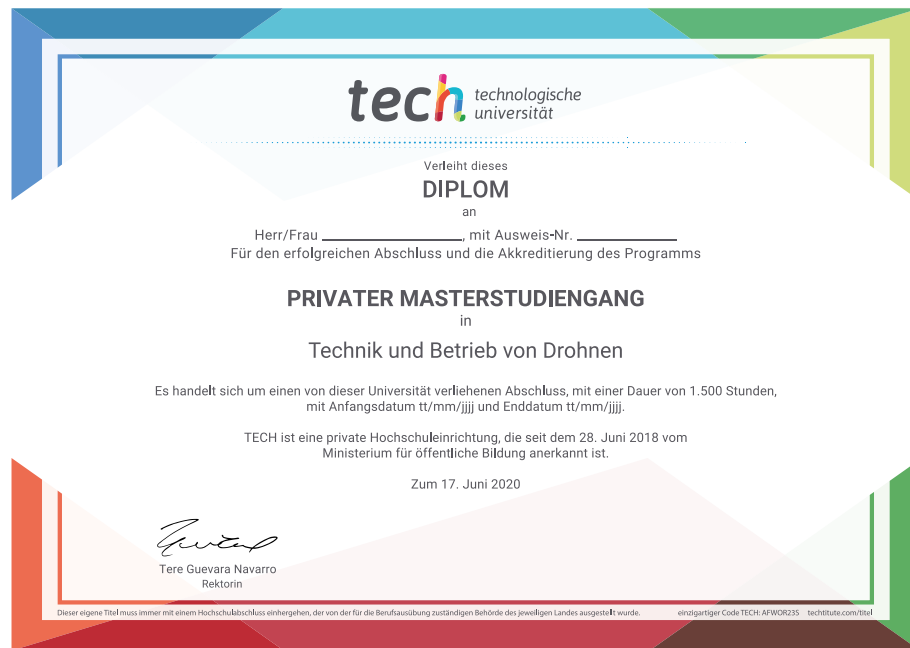 tech technologische
universität
Verleiht dieses
DIPLOM
an
Herr/Frau ____________, mit Ausweis-Nr. ____________
Für den erfolgreichen Abschluss und die Akkreditierung des Programms
PRIVATER MASTERSTUDIENGANG
in
Technik und Betrieb von Drohnen
Es handelt sich um einen von dieser Universität verliehenen Abschluss, mit einer Dauer von 1.500 Stunden,
mit Anfangsdatum tt/mm/jjjj und Enddatum tt/mm/jjjj.
TECH ist eine private Hochschuleinrichtung, die seit dem 28. Juni 2018 vom
Ministerium für öffentliche Bildung anerkannt ist.
Zum 17. Juni 2020
Tere Guevara Navarro
Rektorin
Dieser eigene Titel muss immer mit einem Hochschulabschluss einhergehen, der von der für die Berufsausübung zuständigen Behörde des jeweiligen Landes ausgestellt wurde. einzigartiger Code TECH: AFWOR235 techtitute.com/titel